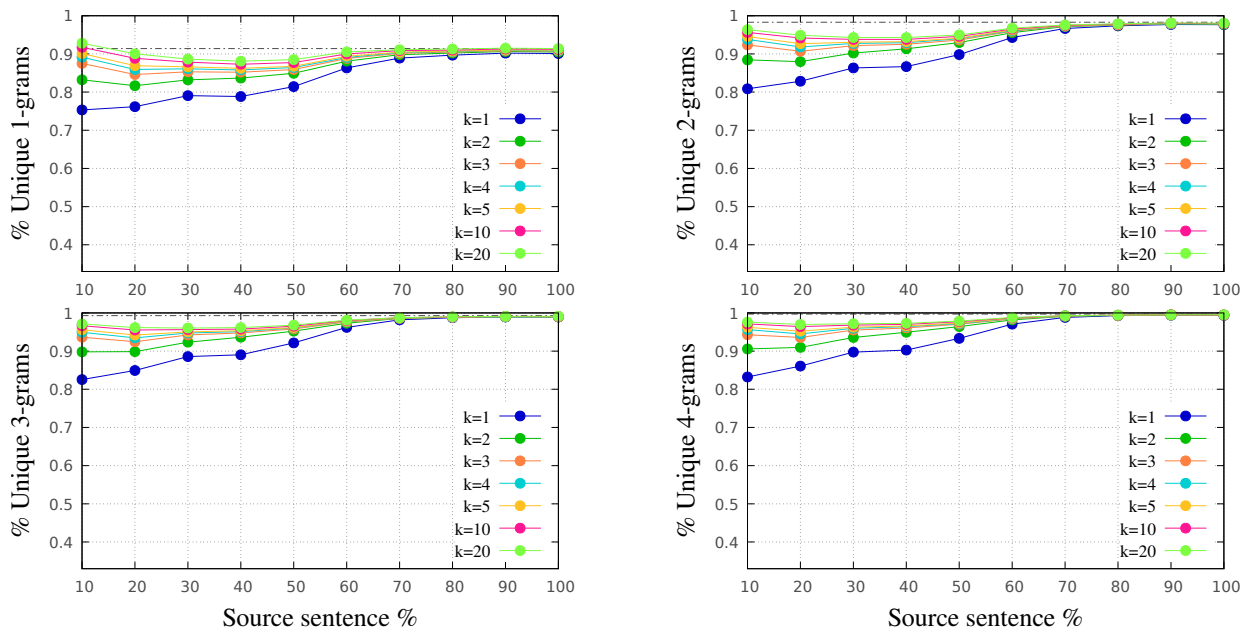 % Unique 1-grams
1
0.9
0.8
0.7
0.6
0.5
0.4
k=1
k=2
k=3
k=4
k=5
k=10
k=20
10 20 30 40 50 60 70 80 90 100
% Unique 2-grams
1
0.9
0.8
0.7
0.6
0.5
0.4
k=1
k=2
k=3
k=4
k=5
k=10
k=20
10 20 30 40 50 60 70 80 90 100
% Unique 3-grams
1
0.9
0.8
0.7
0.6
0.5
0.4
k=1
k=2
k=3
k=4
k=5
k=10
k=20
10 20 30 40 50 60 70 80 90 100
Source sentence %
% Unique 4-grams
1
0.9
0.8
0.7
0.6
0.5
0.4
k=1
k=2
k=3
k=4
k=5
k=10
k=20
10 20 30 40 50 60 70 80 90 100
Source sentence %